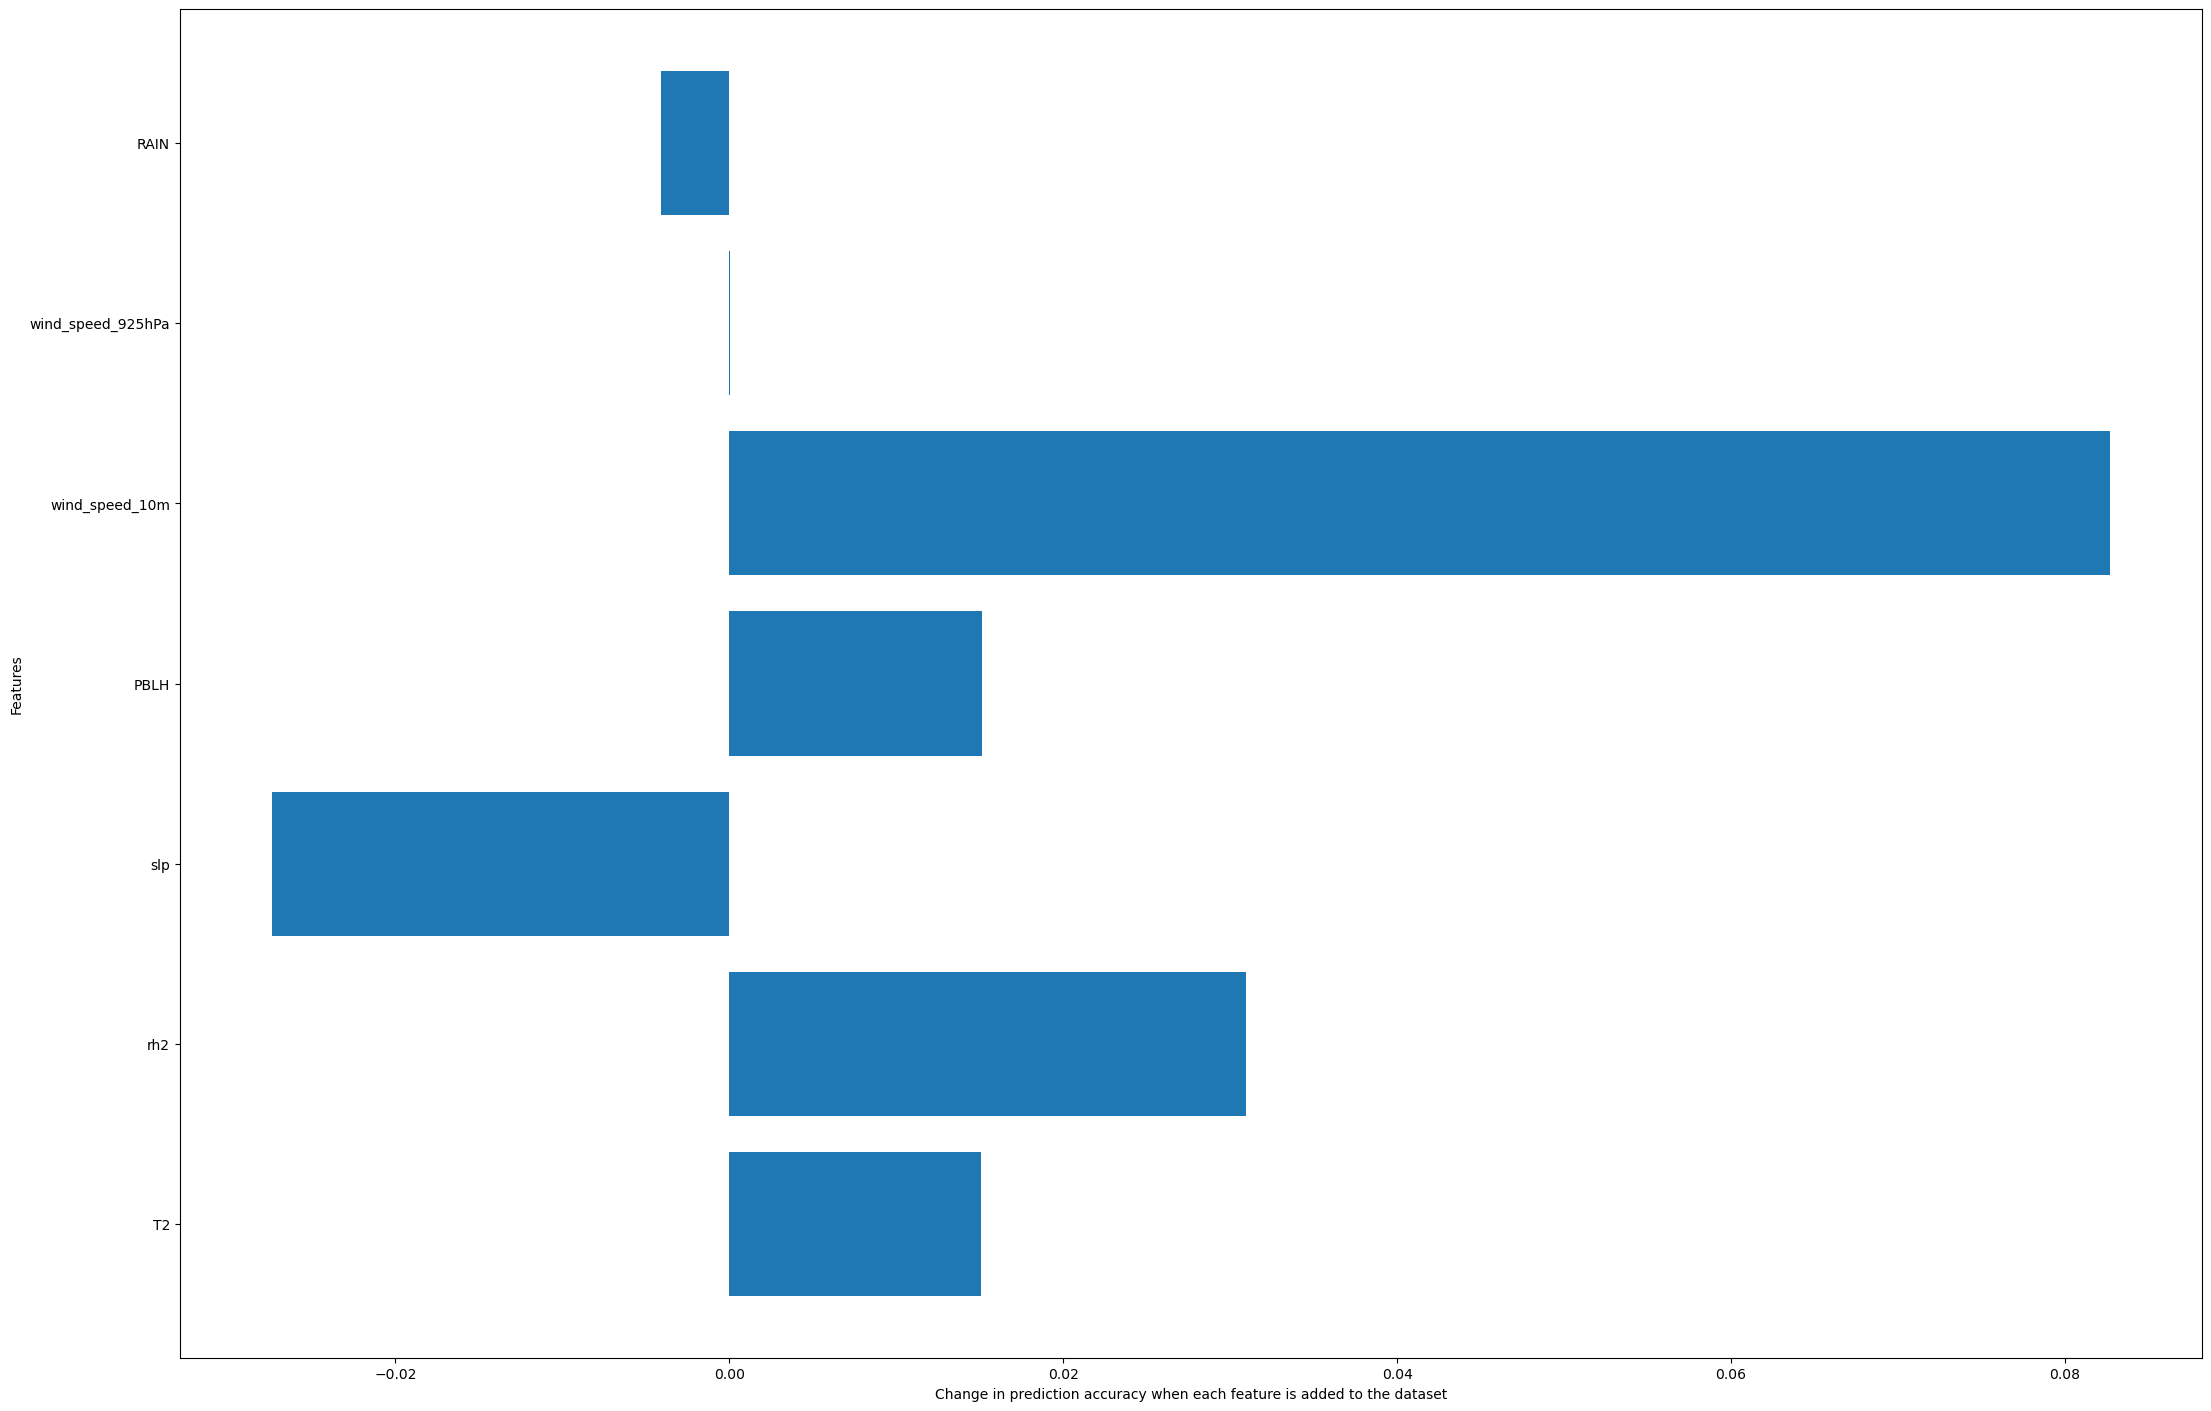 RAIN
wind_speed_925hPa
wind_speed_10m
PBLH
slp
rh2
T2
Features
−0.02
0.00
0.02
0.04
0.06
0.08
Change in prediction accuracy when each feature is added to the dataset